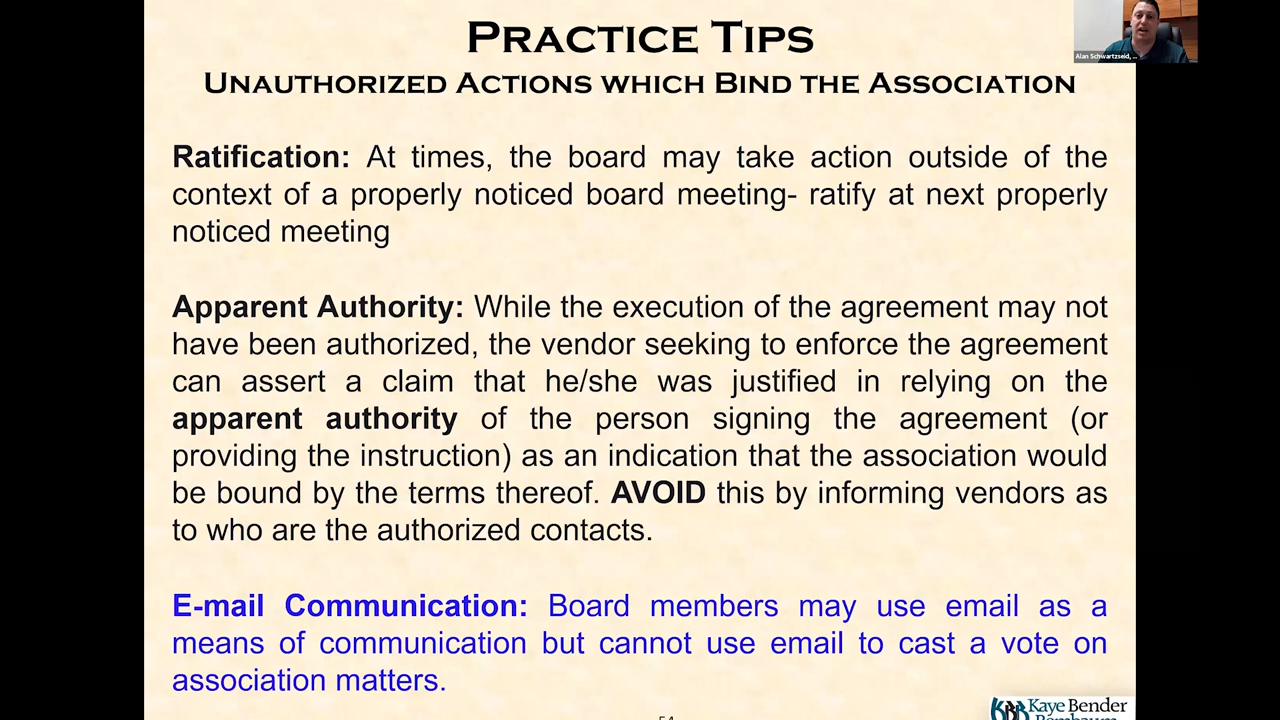 PRACTICE TIPS
UNAUTHORIZED ACTIONS WHICH BIND THE ASSOCIATION
Alan Schwartzseid, ..
Ratification: At times, the board may take action outside of the
context of a properly noticed board meeting- ratify at next properly
noticed meeting
Apparent Authority: While the execution of the agreement may not
have been authorized, the vendor seeking to enforce the agreement
can assert a claim that he/she was justified in relying on the
apparent authority of the person signing the agreement (or
providing the instruction) as an indication that the association would
be bound by the terms thereof. AVOID this by informing vendors as
to who are the authorized contacts.
E-mail Communication: Board members may use email as a
means of communication but cannot use email to cast a vote on
association matters.
KBR Kaye Bender